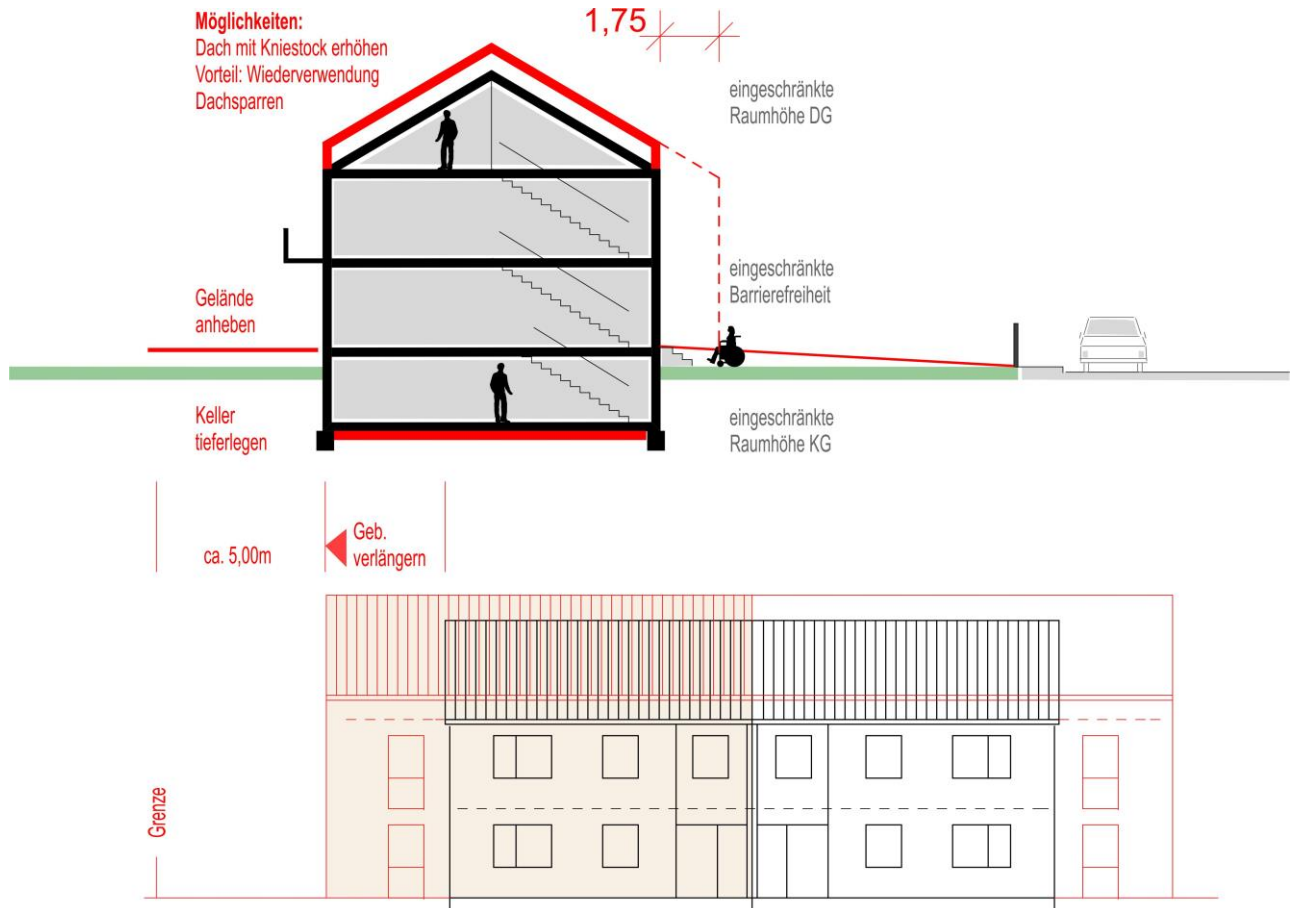 Möglichkeiten:
Dach mit Kniestock erhöhen
Vorteil: Wiederverwendung
Dachsparren
1,75
eingeschränkte
Raumhöhe DG
eingeschränkte
Barrierefreiheit
Gelände
anheben
Keller
tieferlegen
eingeschränkte
Raumhöhe KG
ca. 5,00m
Geb.
verlängern
Grenze